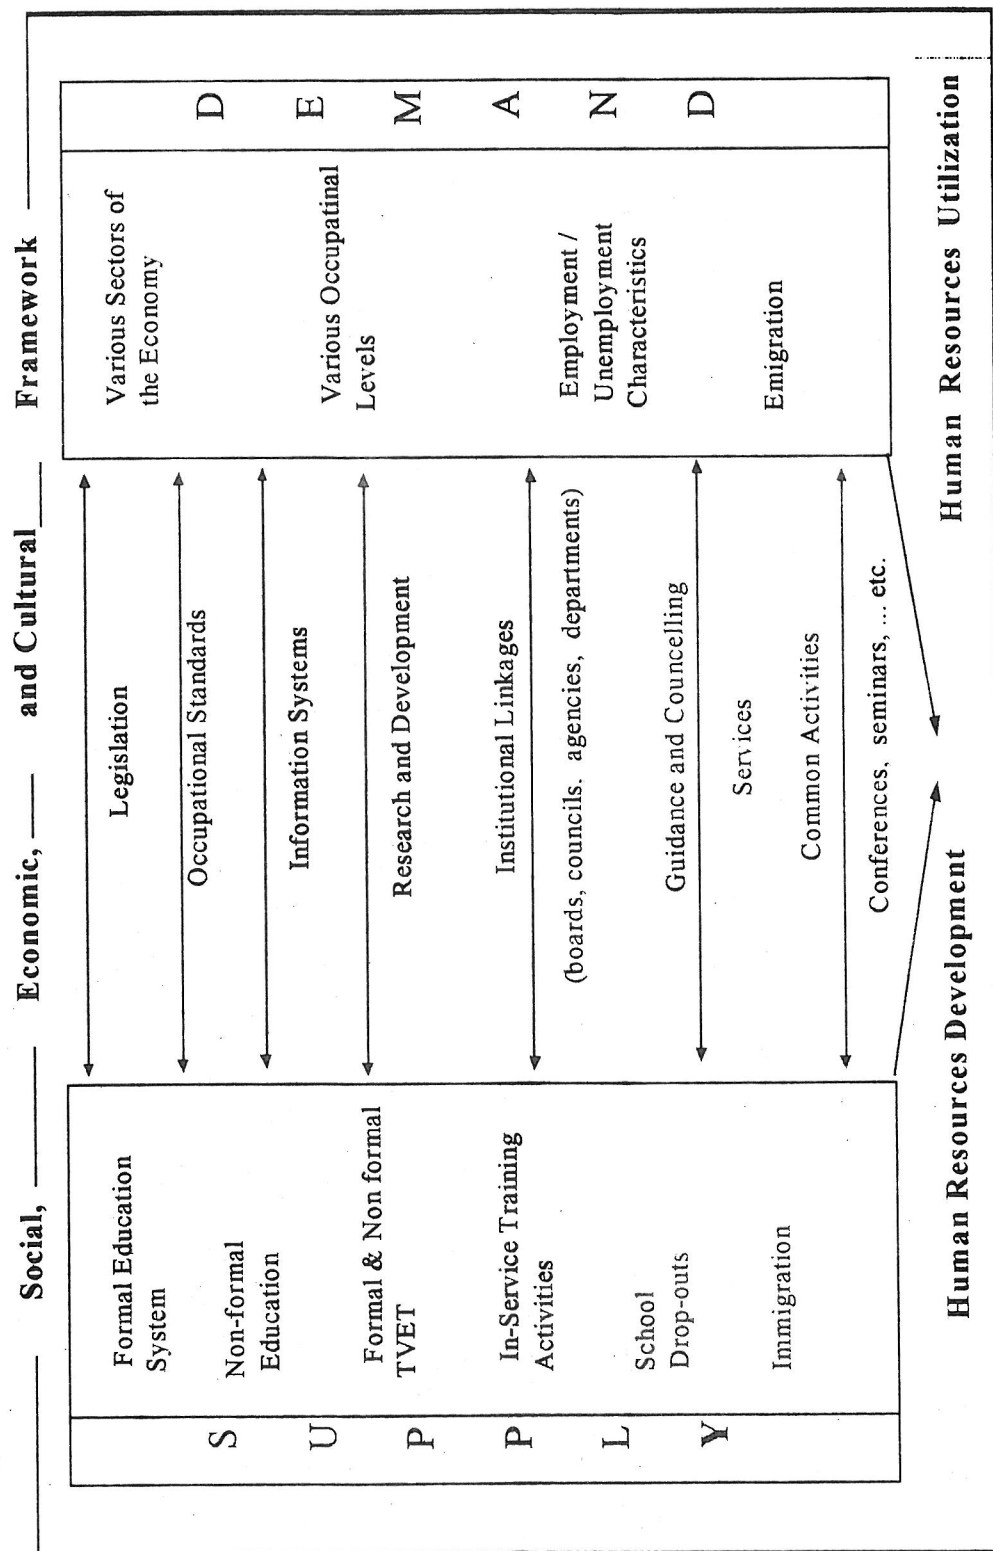 Social, Economic, and Cultural Framework
S
U
P
P
L
Y
Formal Education
System
Non-formal
Education
Formal & Non formal
TVET
In-Service Training
Activities
School
Drop-outs
Immigration
Legislation
Occupational Standards
Information Systems
Research and Development
Institutional Linkages
(boards, councils. agencies, departments)
Guidance and Councelling
Services
Common Activities
Conferences, seminars, ... etc.
Various Sectors of
the Economy
Various Occupatinal
Levels
Employment /
Unemployment
Characteristics
Emigration
D
E
M
A
N
D
Human Resources Development
Human Resources Utilization